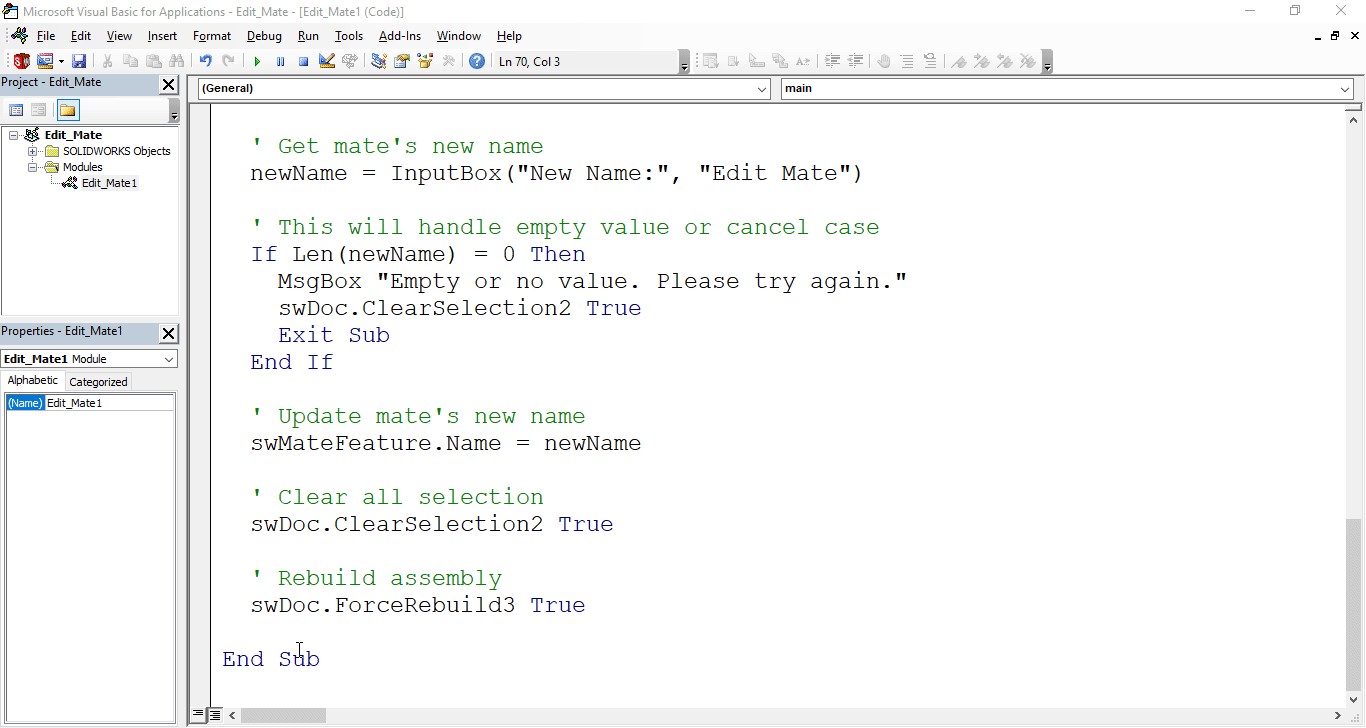 Microsoft Visual Basic for Applications - Edit_Mate - [Edit_Mate1 (Code)]
File Edit View Insert Format Debug Run Tools Add-Ins Window Help
Ln 70, Col 3
Project - Edit_Mate
(General)
main
Edit_Mate
SOLIDWORKS Objects
Modules
Edit_Mate1
Properties - Edit_Mate1
Edit_Mate1 Module
Alphabetic Categorized
(Name) Edit_Mate1
' Get mate's new name
newName = InputBox("New Name:", "Edit Mate")
' This will handle empty value or cancel case
If Len(newName) = 0 Then
MsgBox "Empty or no value. Please try again."
swDoc.ClearSelection2 True
Exit Sub
End If
' Update mate's new name
swMateFeature.Name = newName
' Clear all selection
swDoc.ClearSelection2 True
' Rebuild assembly
swDoc.ForceRebuild3 True
End Sub